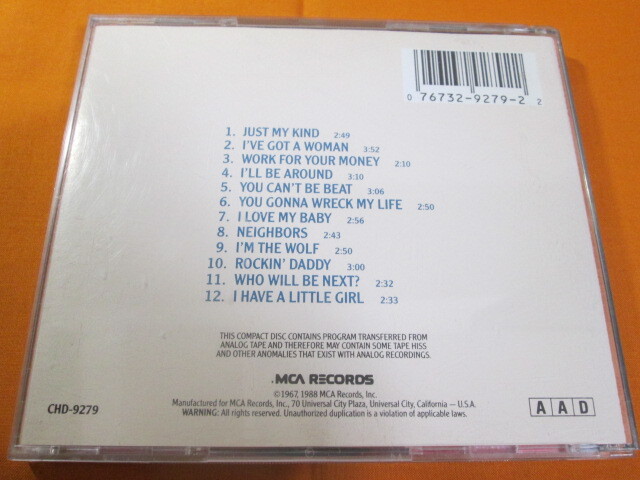 0 76732-9279-2 2
1. JUST MY KIND 2:49
2. I'VE GOT A WOMAN 3:52
3. WORK FOR YOUR MONEY 2:10
4. I'LL BE AROUND 3:10
5. YOU CAN'T BE BEAT 3:06
6. YOU GONNA WRECK MY LIFE 2:50
7. I LOVE MY BABY 2:56
8. NEIGHBORS 2:43
9. I'M THE WOLF 2:50
10. ROCKIN' DADDY 3:00
11. WHO WILL BE NEXT? 2:32
12. I HAVE A LITTLE GIRL 2:33
THIS COMPACT DISC CONTAINS PROGRAM TRANSFERRED FROM
ANALOG TAPE AND THEREFORE MAY CONTAIN SOME TAPE HISS
AND OTHER ANOMALIES THAT EXIST WITH ANALOG RECORDINGS.
.MCA RECORDS
©1967, 1988 MCA Records, Inc.
Manufactured for MCA Records, Inc., 70 Universal City Plaza, Universal City, California — U.S.A.
WARNING: All rights reserved. Unauthorized duplication is a violation of applicable laws.
CHD-9279
A A D